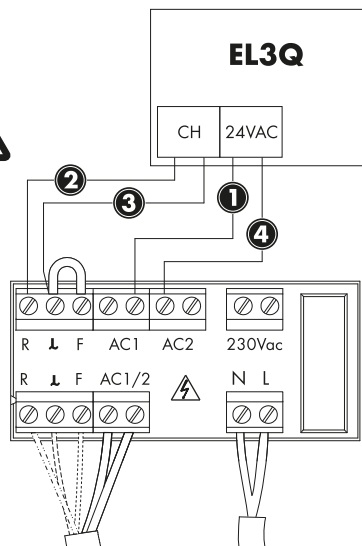 EL3Q
CH 24VAC
2
3 1
4
R ʅ F AC1 AC2 230Vac
R ʅ F AC1/2 N L